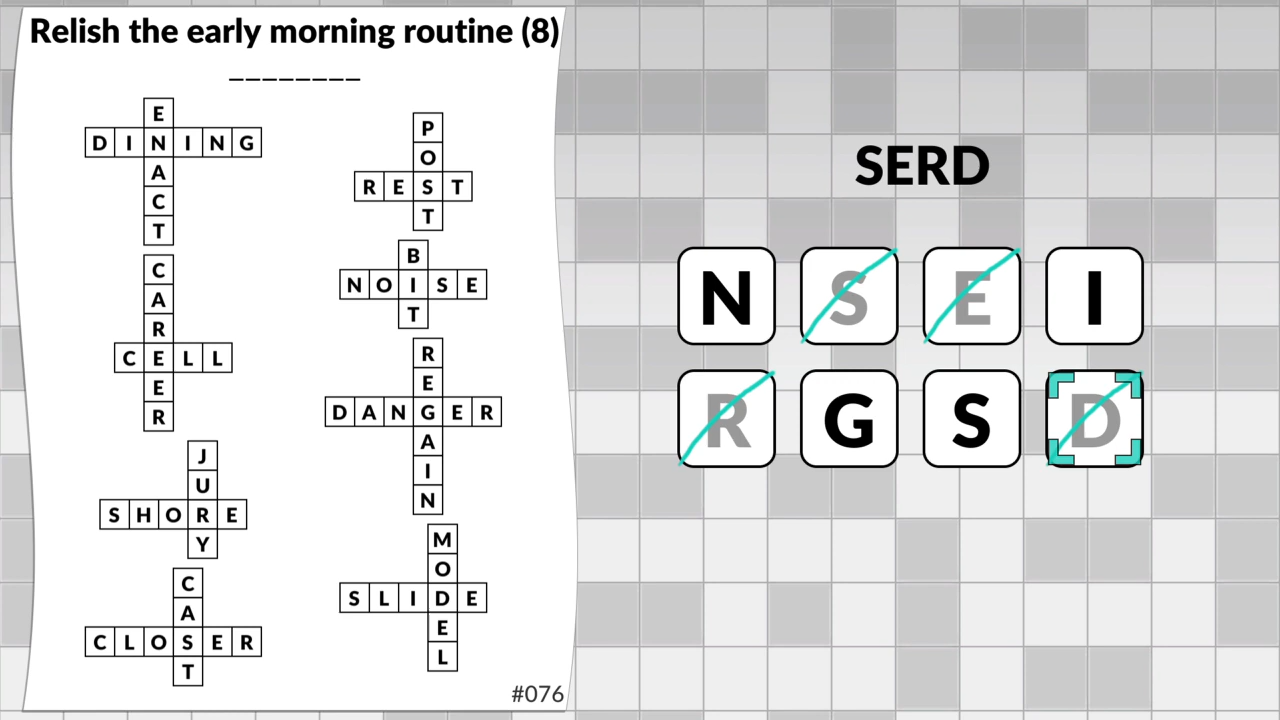 Relish the early morning routine (8)
________
ENACT
DINING
CAREER
CELL
JURY
SHORE
CAST
CLOSER
POST
REST
BIT
NOISE
REGAIN
DANGER
MODEL
SLIDE
#076
SERD
N S E I
R G S D